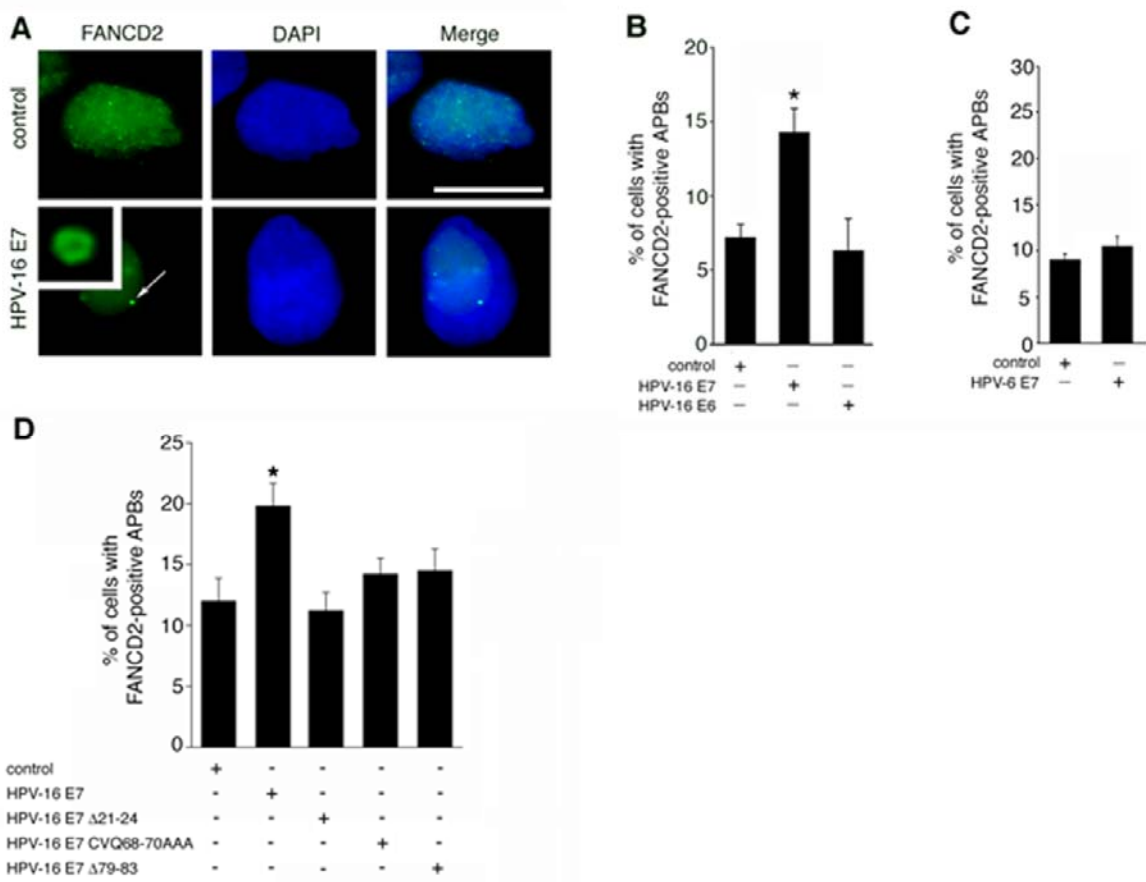 A
FANCD2
DAPI
Merge
control
HPV-16 E7
B
% of cells with
FANCD2-positive APBs
20
15
10
5
0
*
control + – –
HPV-16 E7 – + –
HPV-16 E6 – – +
C
% of cells with
FANCD2-positive APBs
30
25
20
15
10
5
0
control + –
HPV-6 E7 – +
D
% of cells with
FANCD2-positive APBs
25
20
15
10
5
0
*
control + - - - -
HPV-16 E7 - + - - -
HPV-16 E7 Δ21-24 - - + - -
HPV-16 E7 CVQ68-70AAA - - - + -
HPV-16 E7 Δ79-83 - - - - +